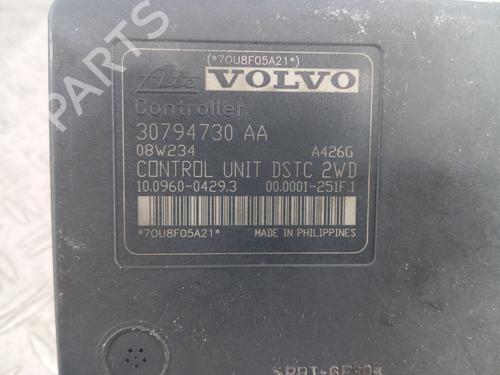 (*70U8F05A21*)
Ate VOLVO
Controller
30794730 AA
08W234 A426G
CONTROL UNIT DSTC 2WD
10.0960-0429.3 00.0001-251F.1
*70U8F05A21* MADE IN PHILIPPINES